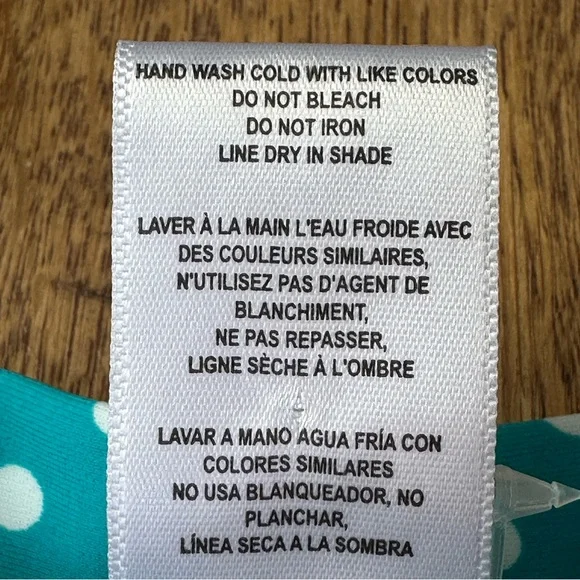 HAND WASH COLD WITH LIKE COLORS
DO NOT BLEACH
DO NOT IRON
LINE DRY IN SHADE
LAVER À LA MAIN L'EAU FROIDE AVEC
DES COULEURS SIMILAIRES,
N'UTILISEZ PAS D'AGENT DE
BLANCHIMENT,
NE PAS REPASSER,
LIGNE SÈCHE À L'OMBRE
LAVAR A MANO AGUA FRÍA CON
COLORES SIMILARES
NO USA BLANQUEADOR, NO
PLANCHAR,
LÍNEA SECA A LA SOMBRA